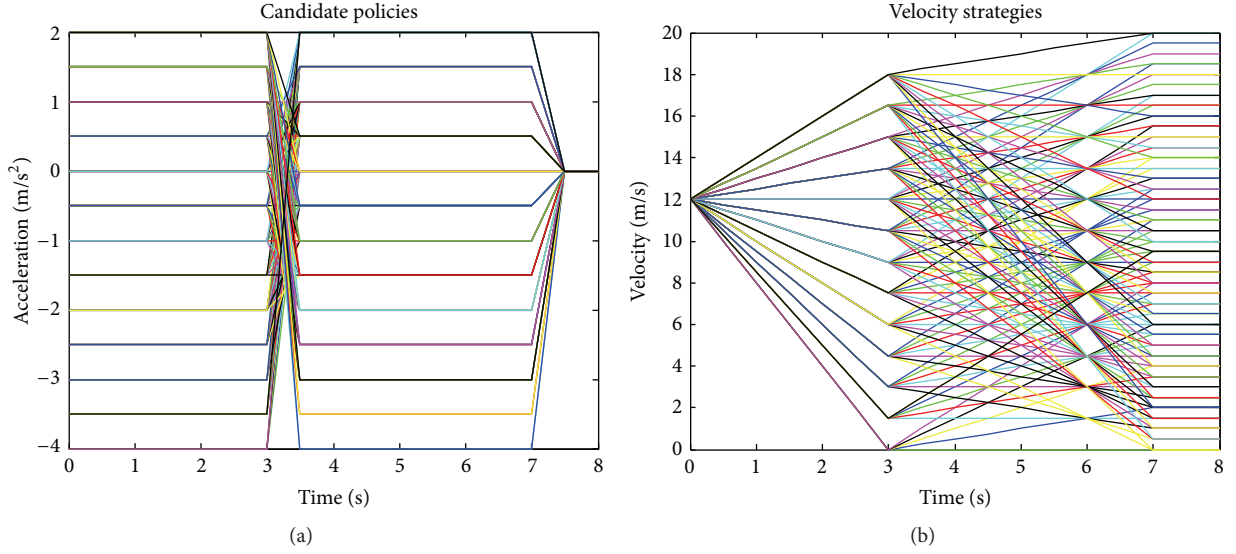 Candidate policies
2
1
0
−1
−2
−3
−4
Acceleration (m/s²)
0 1 2 3 4 5 6 7 8
Time (s)
(a)
Velocity strategies
20
18
16
14
12
10
8
6
4
2
0
Velocity (m/s)
0 1 2 3 4 5 6 7 8
Time (s)
(b)